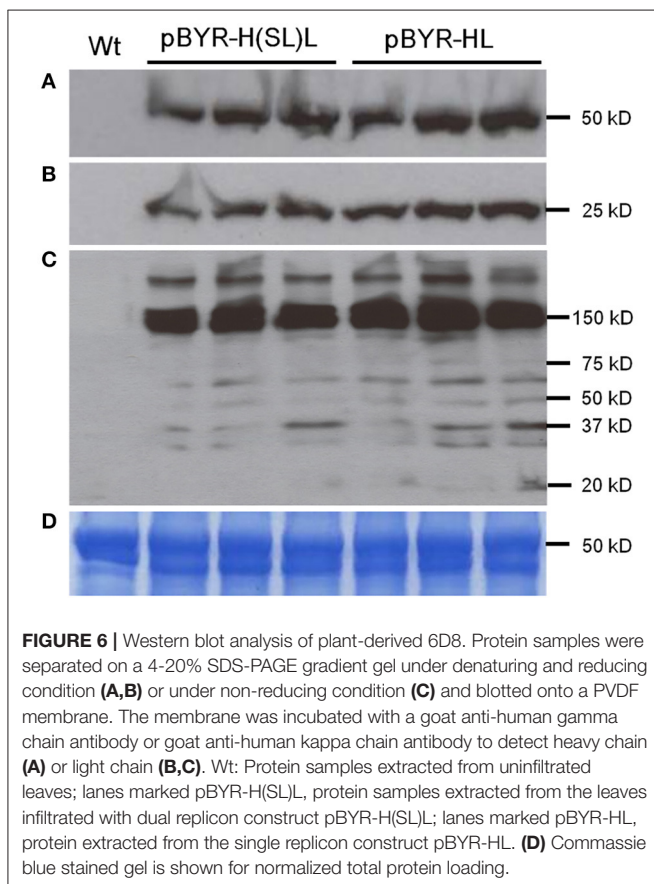 Wt pBYR-H(SL)L pBYR-HL
A
50 kD
B
25 kD
C
150 kD
75 kD
50 kD
37 kD
20 kD
D
50 kD
FIGURE 6 | Western blot analysis of plant-derived 6D8. Protein samples were
separated on a 4-20% SDS-PAGE gradient gel under denaturing and reducing
condition (A,B) or under non-reducing condition (C) and blotted onto a PVDF
membrane. The membrane was incubated with a goat anti-human gamma
chain antibody or goat anti-human kappa chain antibody to detect heavy chain
(A) or light chain (B,C). Wt: Protein samples extracted from uninfiltrated
leaves; lanes marked pBYR-H(SL)L, protein samples extracted from the leaves
infiltrated with dual replicon construct pBYR-H(SL)L; lanes marked pBYR-HL,
protein extracted from the single replicon construct pBYR-HL. (D) Commassie
blue stained gel is shown for normalized total protein loading.